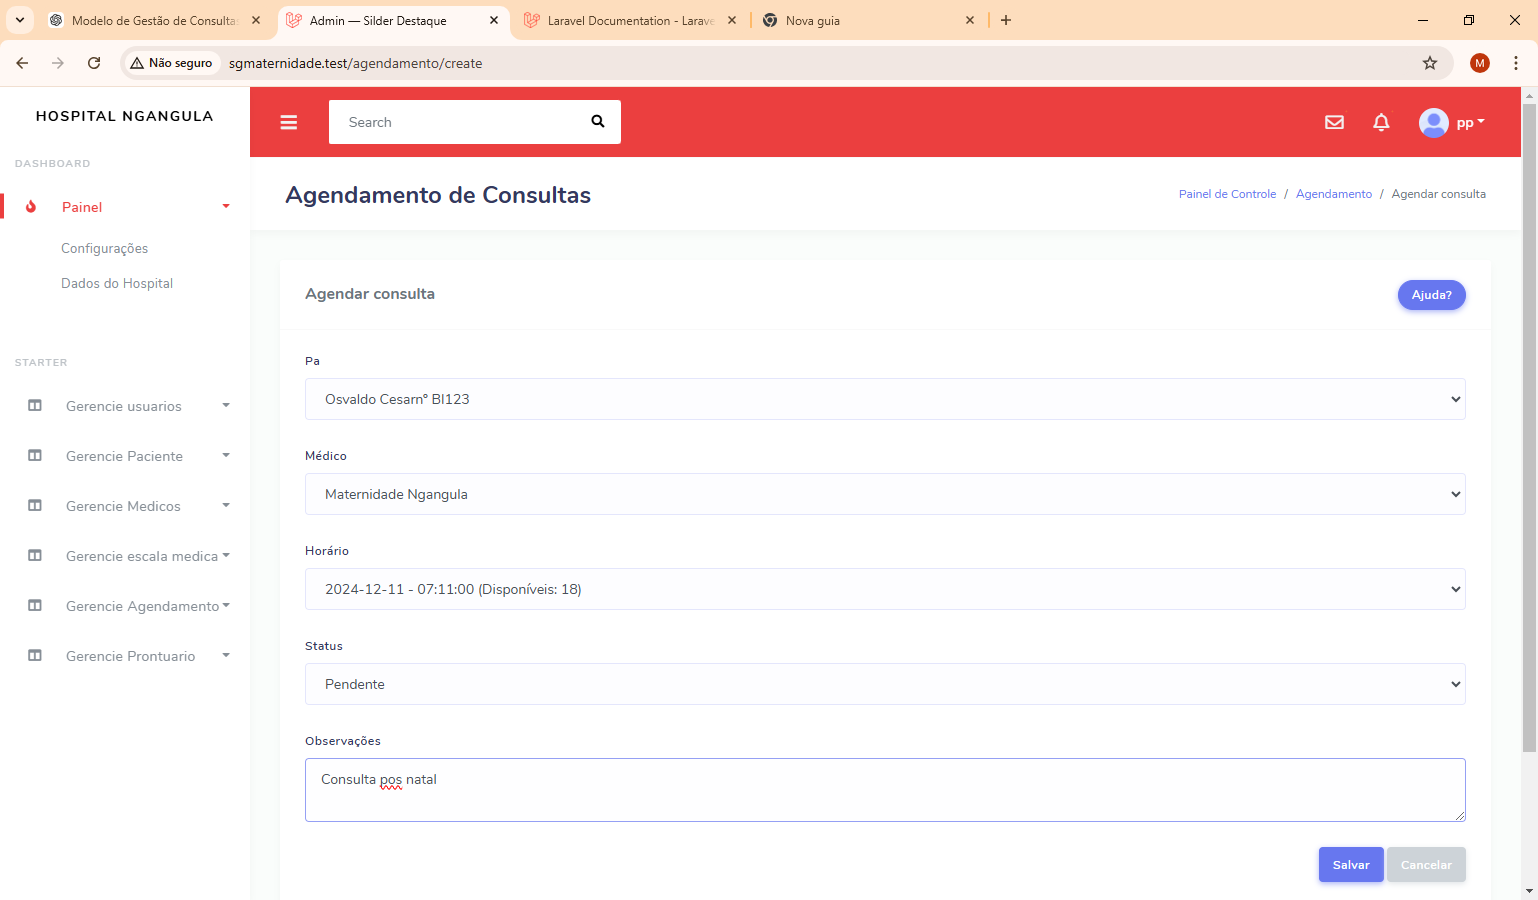 Modelo de Gestão de Consultas
Admin — Silder Destaque
Laravel Documentation - Larave
Nova guia
Não seguro
sgmaternidade.test/agendamento/create
M
HOSPITAL NGANGULA
Search
pp
DASHBOARD
Painel
Configurações
Dados do Hospital
STARTER
Gerencie usuarios
Gerencie Paciente
Gerencie Medicos
Gerencie escala medica
Gerencie Agendamento
Gerencie Prontuario
Agendamento de Consultas
Painel de Controle / Agendamento / Agendar consulta
Agendar consulta
Ajuda?
Pa
Osvaldo Cesarnº BI123
Médico
Maternidade Ngangula
Horário
2024-12-11 - 07:11:00 (Disponíveis: 18)
Status
Pendente
Observações
Consulta pos natal
Salvar
Cancelar